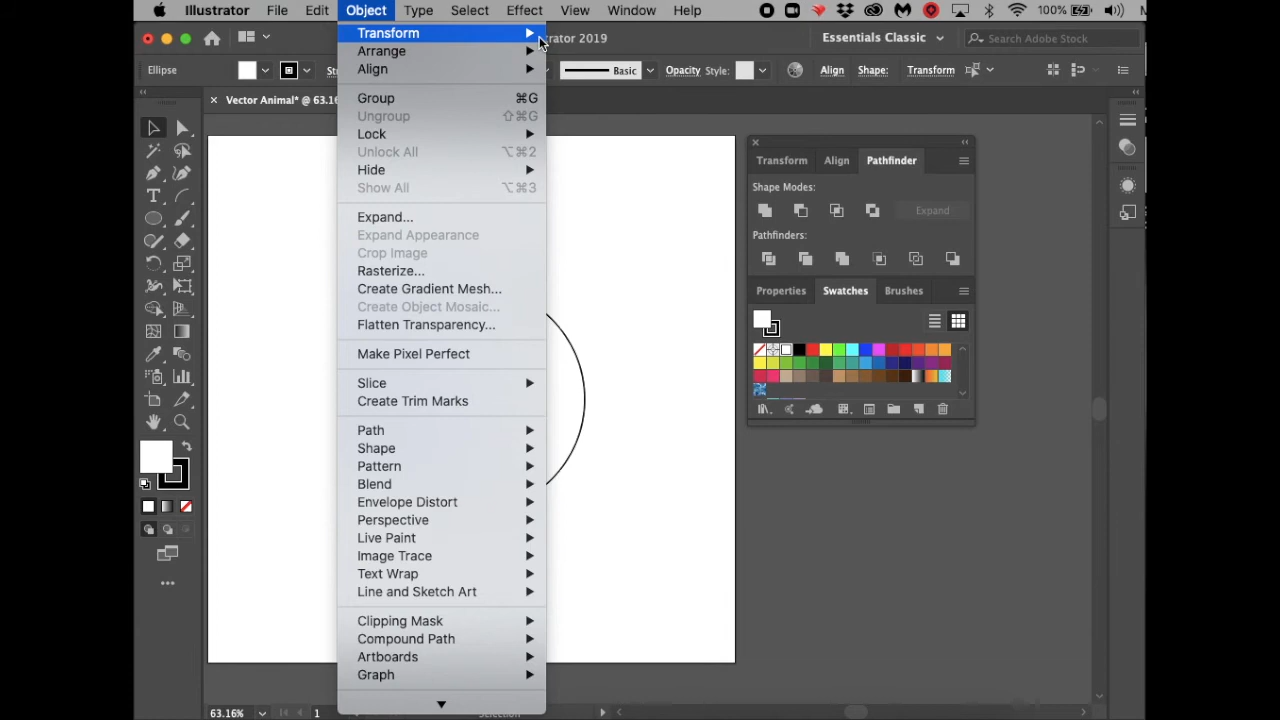 Illustrator File Edit Object Type Select Effect View Window Help 100%
trator 2019 Essentials Classic Search Adobe Stock
Ellipse Basic Opacity Style: Align Shape: Transform
× Vector Animal* @ 63.16
Transform
Arrange
Align
Group ⌘G
Ungroup ⇧⌘G
Lock
Unlock All ⌥⌘2
Hide
Show All ⌥⌘3
Expand...
Expand Appearance
Crop Image
Rasterize...
Create Gradient Mesh...
Create Object Mosaic...
Flatten Transparency...
Make Pixel Perfect
Slice
Create Trim Marks
Path
Shape
Pattern
Blend
Envelope Distort
Perspective
Live Paint
Image Trace
Text Wrap
Line and Sketch Art
Clipping Mask
Compound Path
Artboards
Graph
Transform Align Pathfinder
Shape Modes:
Expand
Pathfinders:
Properties Swatches Brushes
63.16% 1 Selection